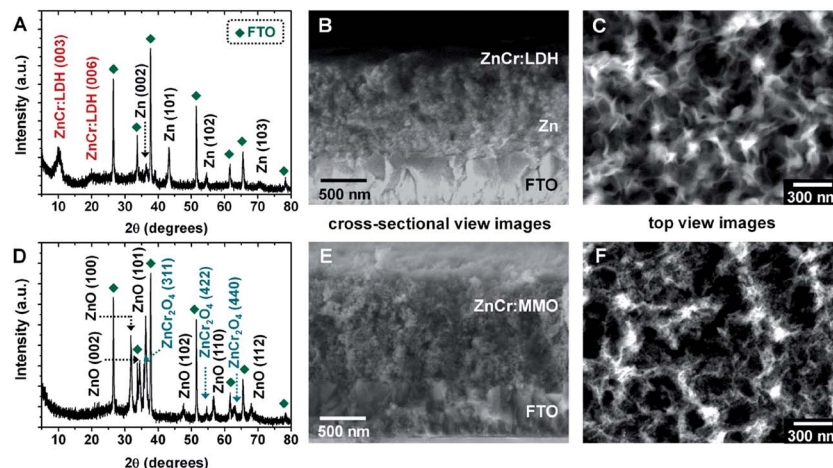 A
FTO
Intensity (a.u.)
ZnCr:LDH (003)
ZnCr:LDH (006)
Zn (002)
Zn (101)
Zn (102)
Zn (103)
10 20 30 40 50 60 70 80
2θ (degrees)
B
ZnCr:LDH
Zn
500 nm
FTO
cross-sectional view images
C
300 nm
top view images
D
Intensity (a.u.)
ZnO (100)
ZnO (002)
ZnO (101)
ZnCr2O4 (311)
ZnO (102)
ZnCr2O4 (422)
ZnO (110)
ZnCr2O4 (440)
ZnO (112)
10 20 30 40 50 60 70 80
2θ (degrees)
E
ZnCr:MMO
FTO
500 nm
F
300 nm